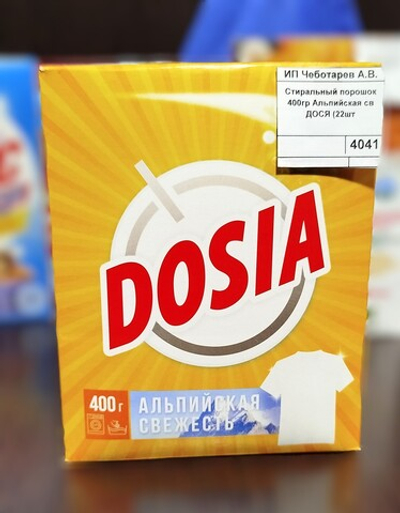 ИП Чеботарев А.В.
Стиральный порошок
400гр Альпийская св
ДОСЯ (22шт
4041
DOSIA
400 г
АЛЬПИЙСКАЯ
СВЕЖЕСТЬ